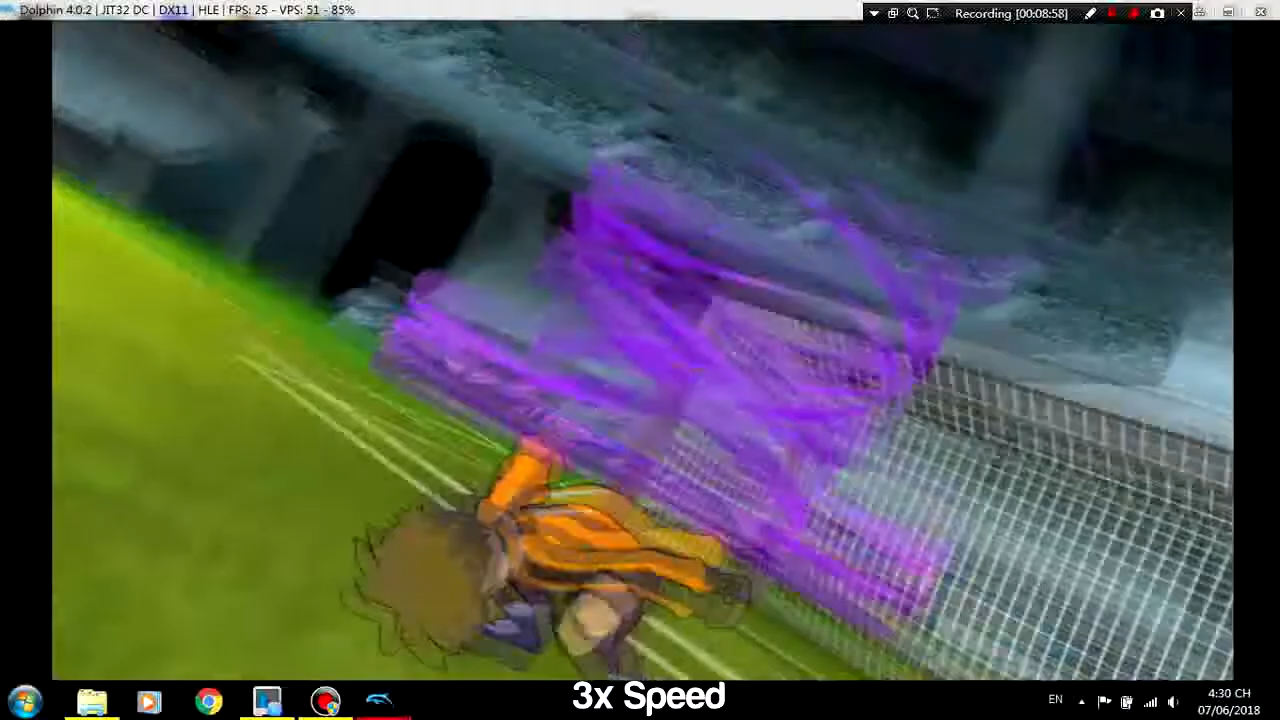 Dolphin 4.0.2 | JIT32 DC | DX11 | HLE | FPS: 25 - VPS: 51 - 85%
Recording [00:08:58]
3x Speed
EN
4:30 CH
07/06/2018